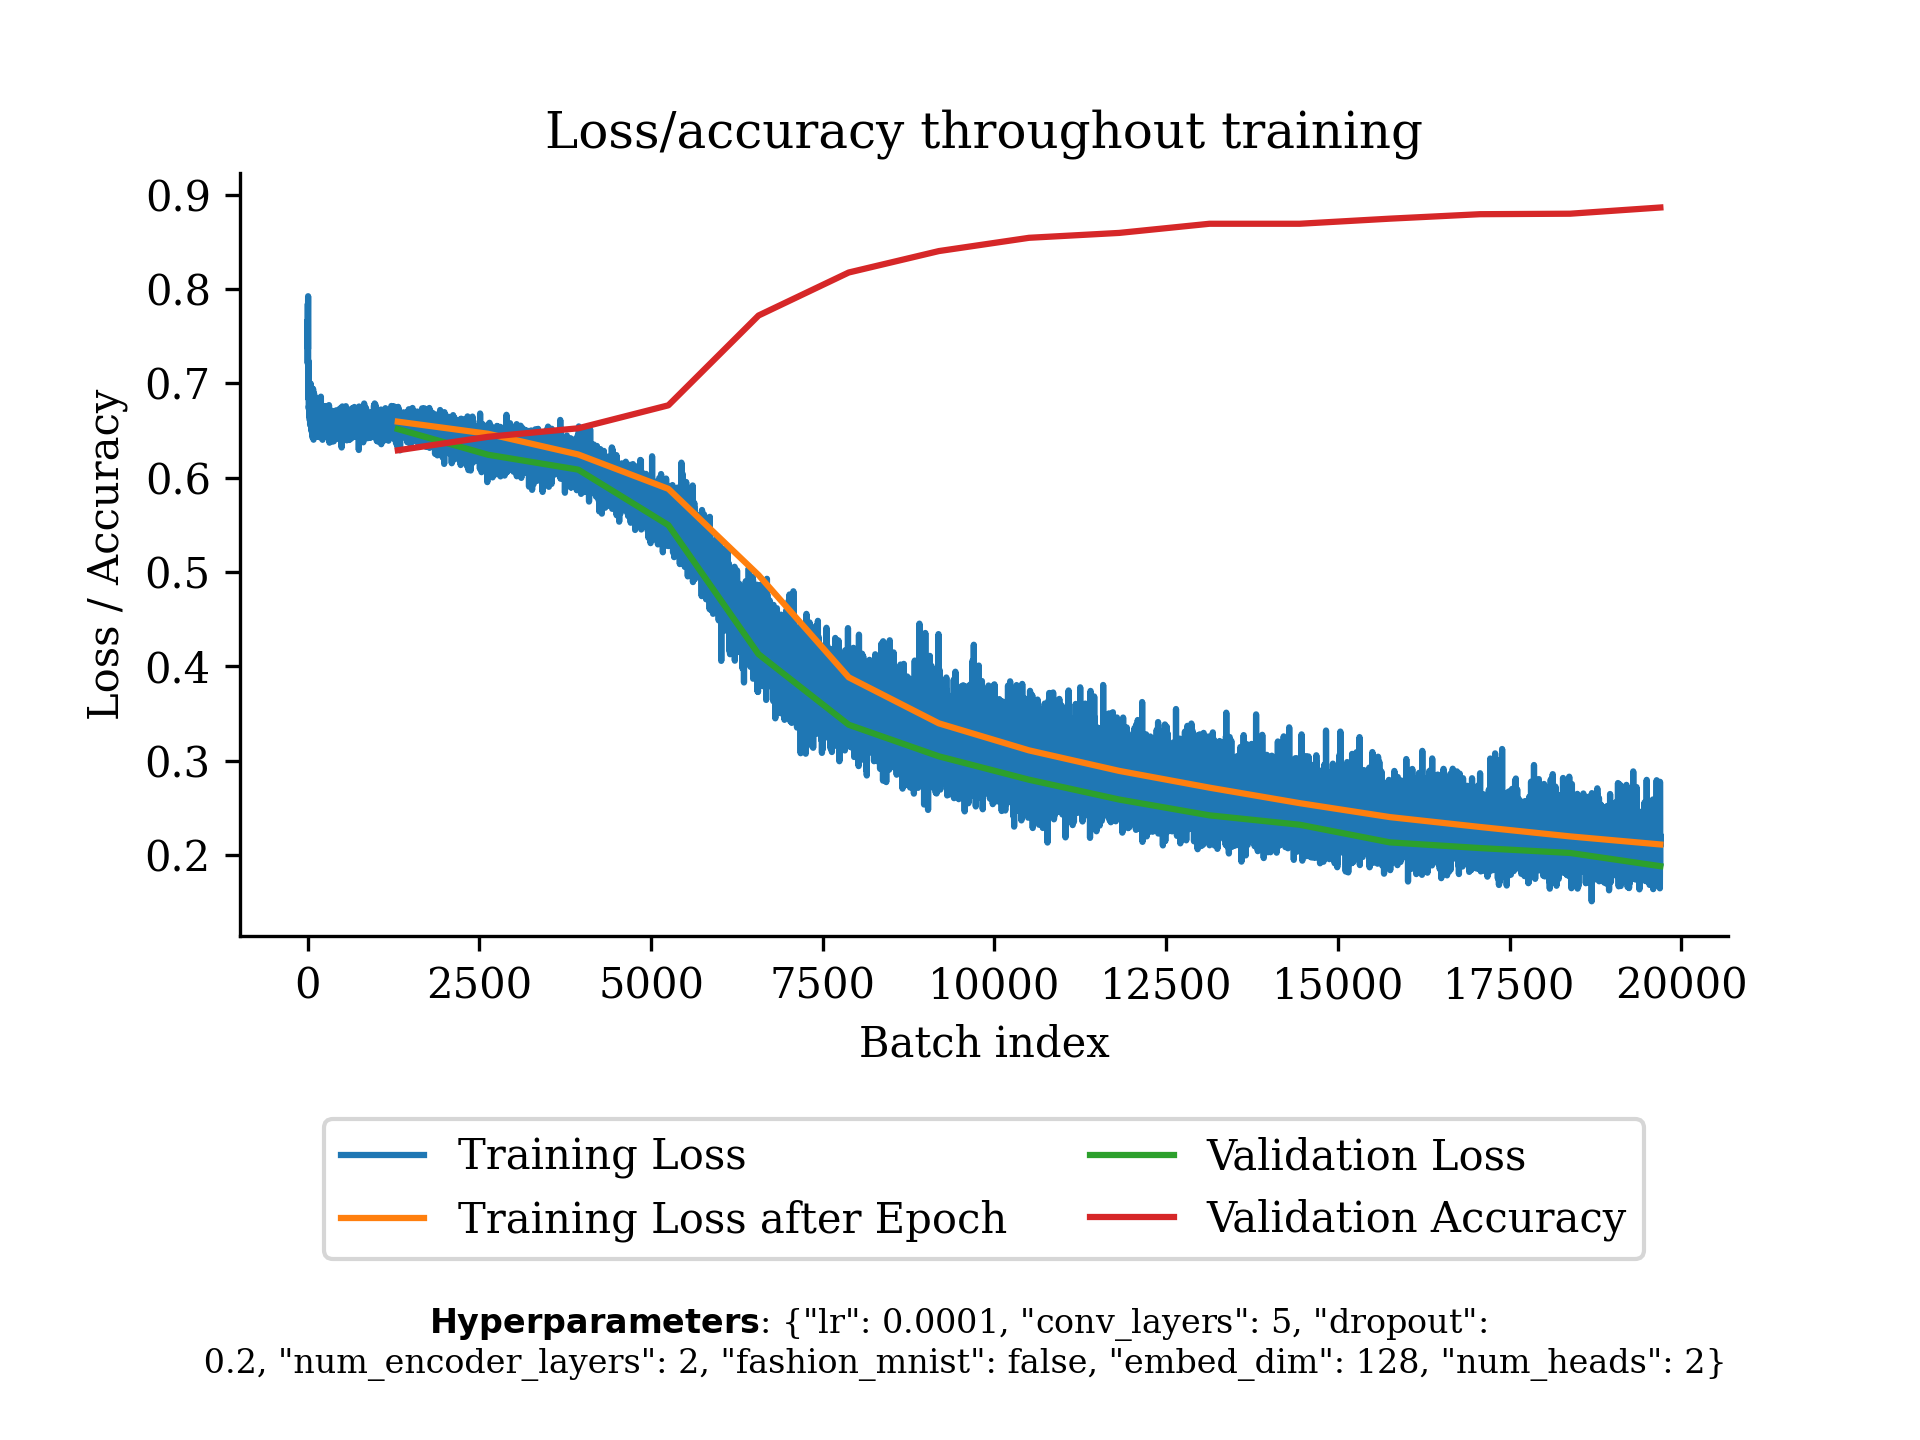 Loss/accuracy throughout training
0.9
0.8
0.7
0.6
0.5
0.4
0.3
0.2
Loss / Accuracy
0 2500 5000 7500 10000 12500 15000 17500 20000
Batch index
Training Loss
Training Loss after Epoch
Validation Loss
Validation Accuracy
Hyperparameters: {"lr": 0.0001, "conv_layers": 5, "dropout":
0.2, "num_encoder_layers": 2, "fashion_mnist": false, "embed_dim": 128, "num_heads": 2}